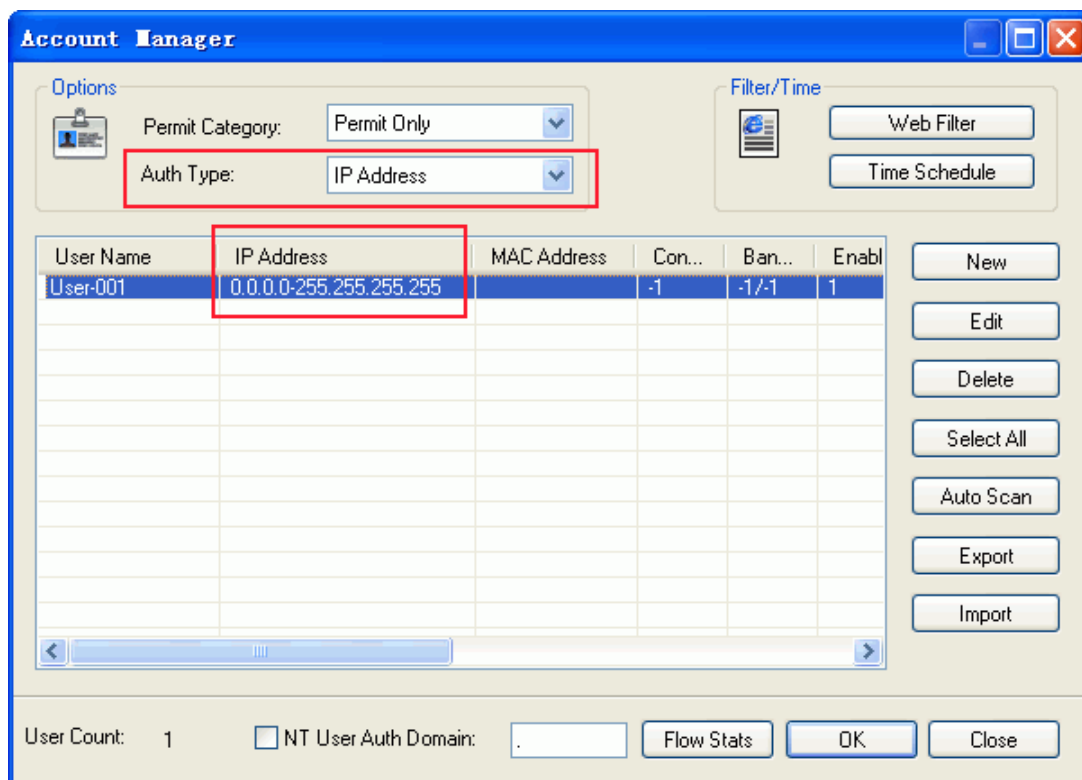 Account Manager
Options
Permit Category: Permit Only
Auth Type: IP Address
Filter/Time
Web Filter
Time Schedule
User Name IP Address MAC Address Con... Ban... Enabl
User-001 0.0.0.0-255.255.255.255 -1 -1/-1 1
New
Edit
Delete
Select All
Auto Scan
Export
Import
User Count: 1 NT User Auth Domain: . Flow Stats OK Close